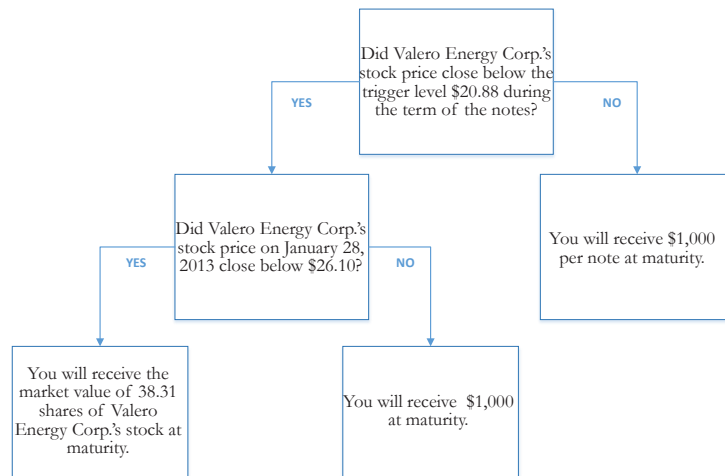 Did Valero Energy Corp.'s
stock price close below the
trigger level $20.88 during
the term of the notes?
YES
NO
Did Valero Energy Corp.'s
stock price on January 28,
2013 close below $26.10?
You will receive $1,000
per note at maturity.
YES
NO
You will receive the
market value of 38.31
shares of Valero
Energy Corp.'s stock at
maturity.
You will receive $1,000
at maturity.